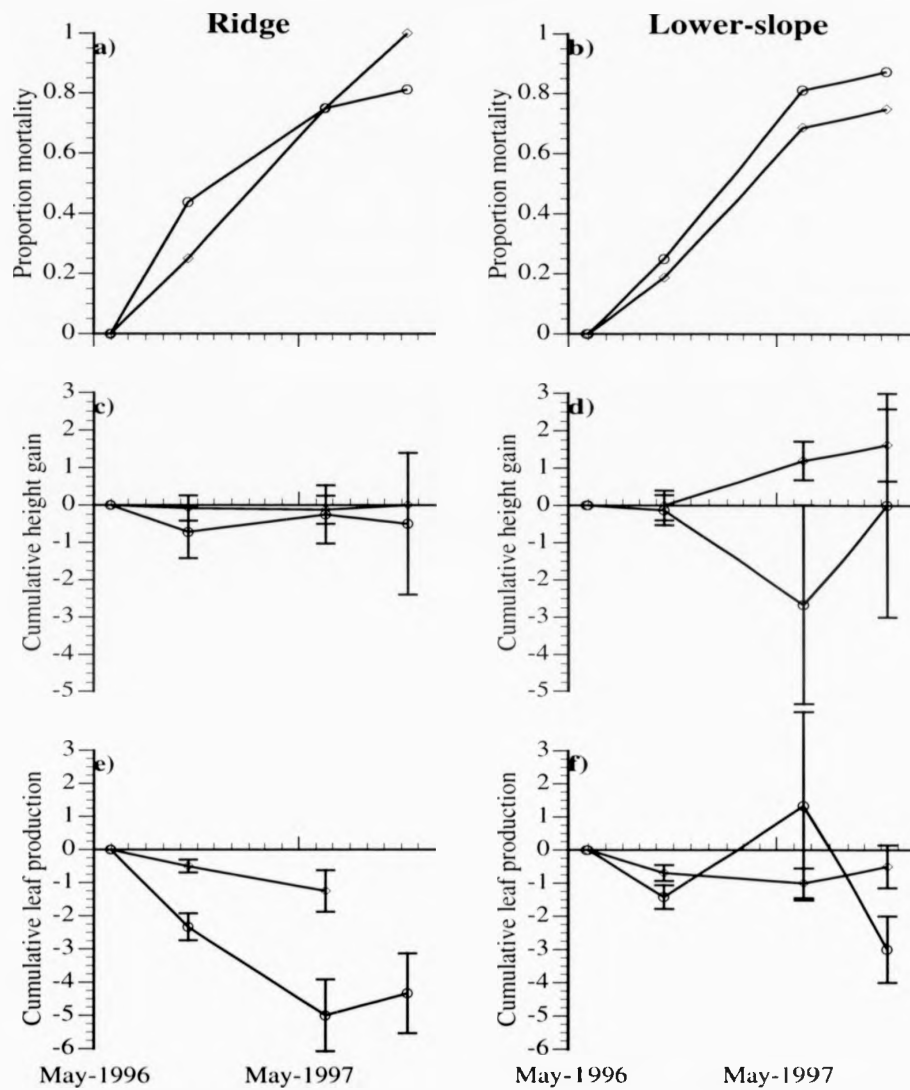 Ridge
Lower-slope
a)
Proportion mortality
1
0.8
0.6
0.4
0.2
0
b)
Proportion mortality
1
0.8
0.6
0.4
0.2
0
c)
Cumulative height gain
3
2
1
0
-1
-2
-3
-4
-5
d)
Cumulative height gain
3
2
1
0
-1
-2
-3
-4
-5
e)
Cumulative leaf production
3
2
1
0
-1
-2
-3
-4
-5
-6
May-1996
May-1997
f)
Cumulative leaf production
3
2
1
0
-1
-2
-3
-4
-5
-6
May-1996
May-1997